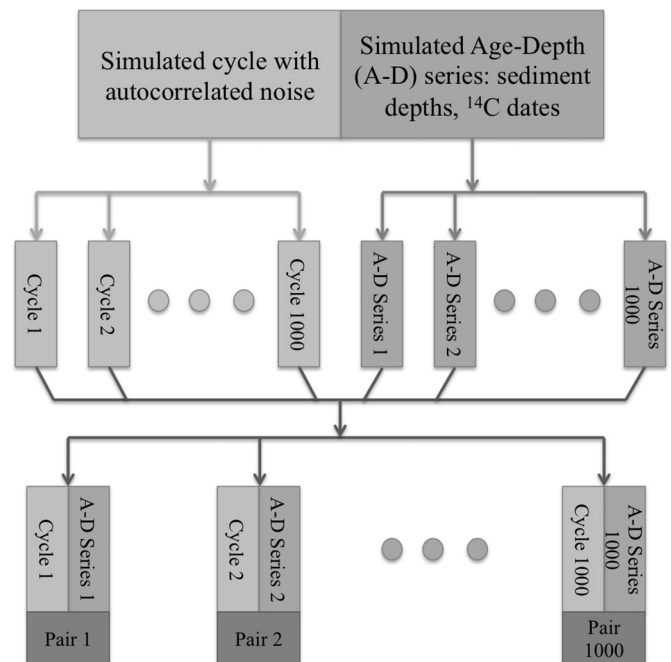 Simulated cycle with
autocorrelated noise
Simulated Age-Depth
(A-D) series: sediment
depths, ¹⁴C dates
Cycle 1
Cycle 2
Cycle 1000
A-D Series 1
A-D Series 2
A-D Series
1000
Cycle 1
A-D Series 1
Pair 1
Cycle 2
A-D Series 2
Pair 2
Cycle 1000
A-D Series
1000
Pair
1000